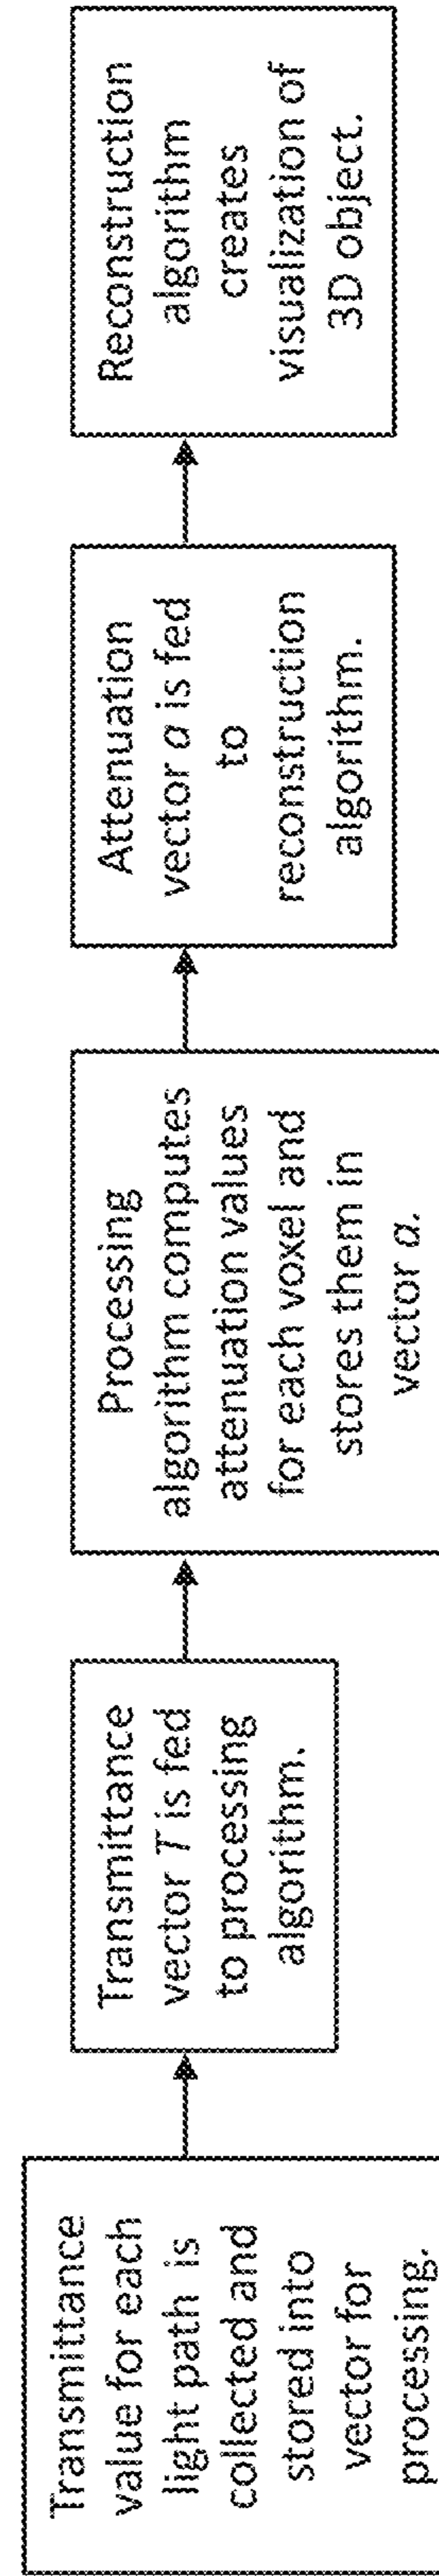 Transmittance
value for each
light path is
collected and
stored into
vector for
processing.
Transmittance
vector T is fed
to processing
algorithm.
Processing
algorithm computes
attenuation values
for each voxel and
stores them in
vector a.
Attenuation
vector a is fed
to
reconstruction
algorithm.
Reconstruction
algorithm
creates
visualization of
3D object.